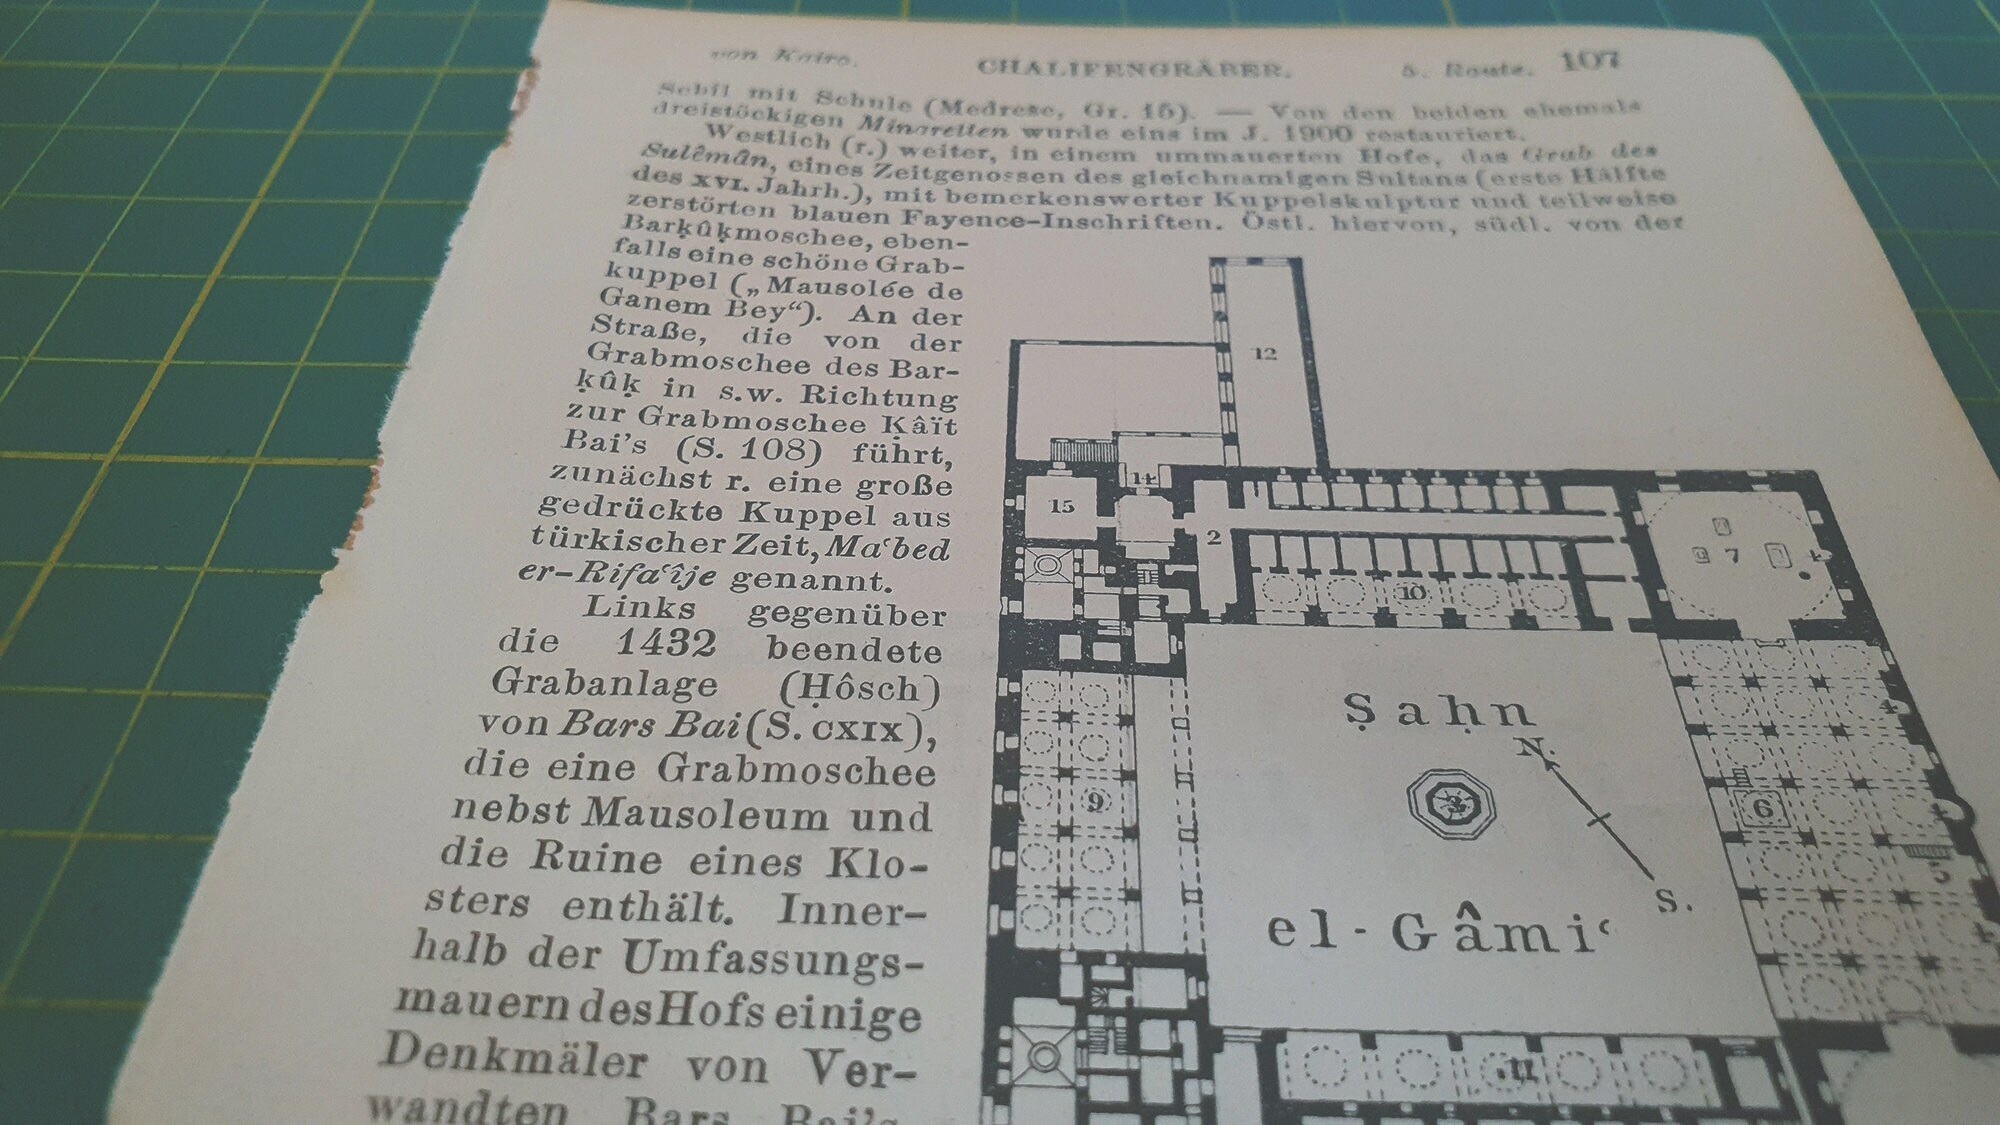 von Kairo. CHALIFENGRÄBER. 5. Route. 107
Sebil mit Schule (Medrese, Gr. 15). — Von den beiden ehemals
dreistöckigen Minaretten wurde eins im J. 1900 restauriert.
Westlich (r.) weiter, in einem ummauerten Hofe, das Grab des
Sulêmân, eines Zeitgenossen des gleichnamigen Sultans (erste Hälfte
des XVI. Jahrh.), mit bemerkenswerter Kuppelskulptur und teilweise
zerstörten blauen Fayence-Inschriften. Östl. hiervon, südl. von der
Barḳûḳmoschee, eben-
falls eine schöne Grab-
kuppel („Mausolée de
Ganem Bey“). An der
Straße, die von der
Grabmoschee des Bar-
ḳûḳ in s.w. Richtung
zur Grabmoschee Ḳâït
Bai's (S. 108) führt,
zunächst r. eine große
gedrückte Kuppel aus
türkischer Zeit, Maʿbed
er-Rifaʿîje genannt.
Links gegenüber
die 1432 beendete
Grabanlage (Ḥôsch)
von Bars Bai (S. CXIX),
die eine Grabmoschee
nebst Mausoleum und
die Ruine eines Klo-
sters enthält. Inner-
halb der Umfassungs-
mauern des Hofs einige
Denkmäler von Ver-
wandten Bars Bai's,
12
14
15
2
7
4
10
Ṣaḥn
4
N.
9
3
6
5
S.
el-Gâmiʿ
4
11